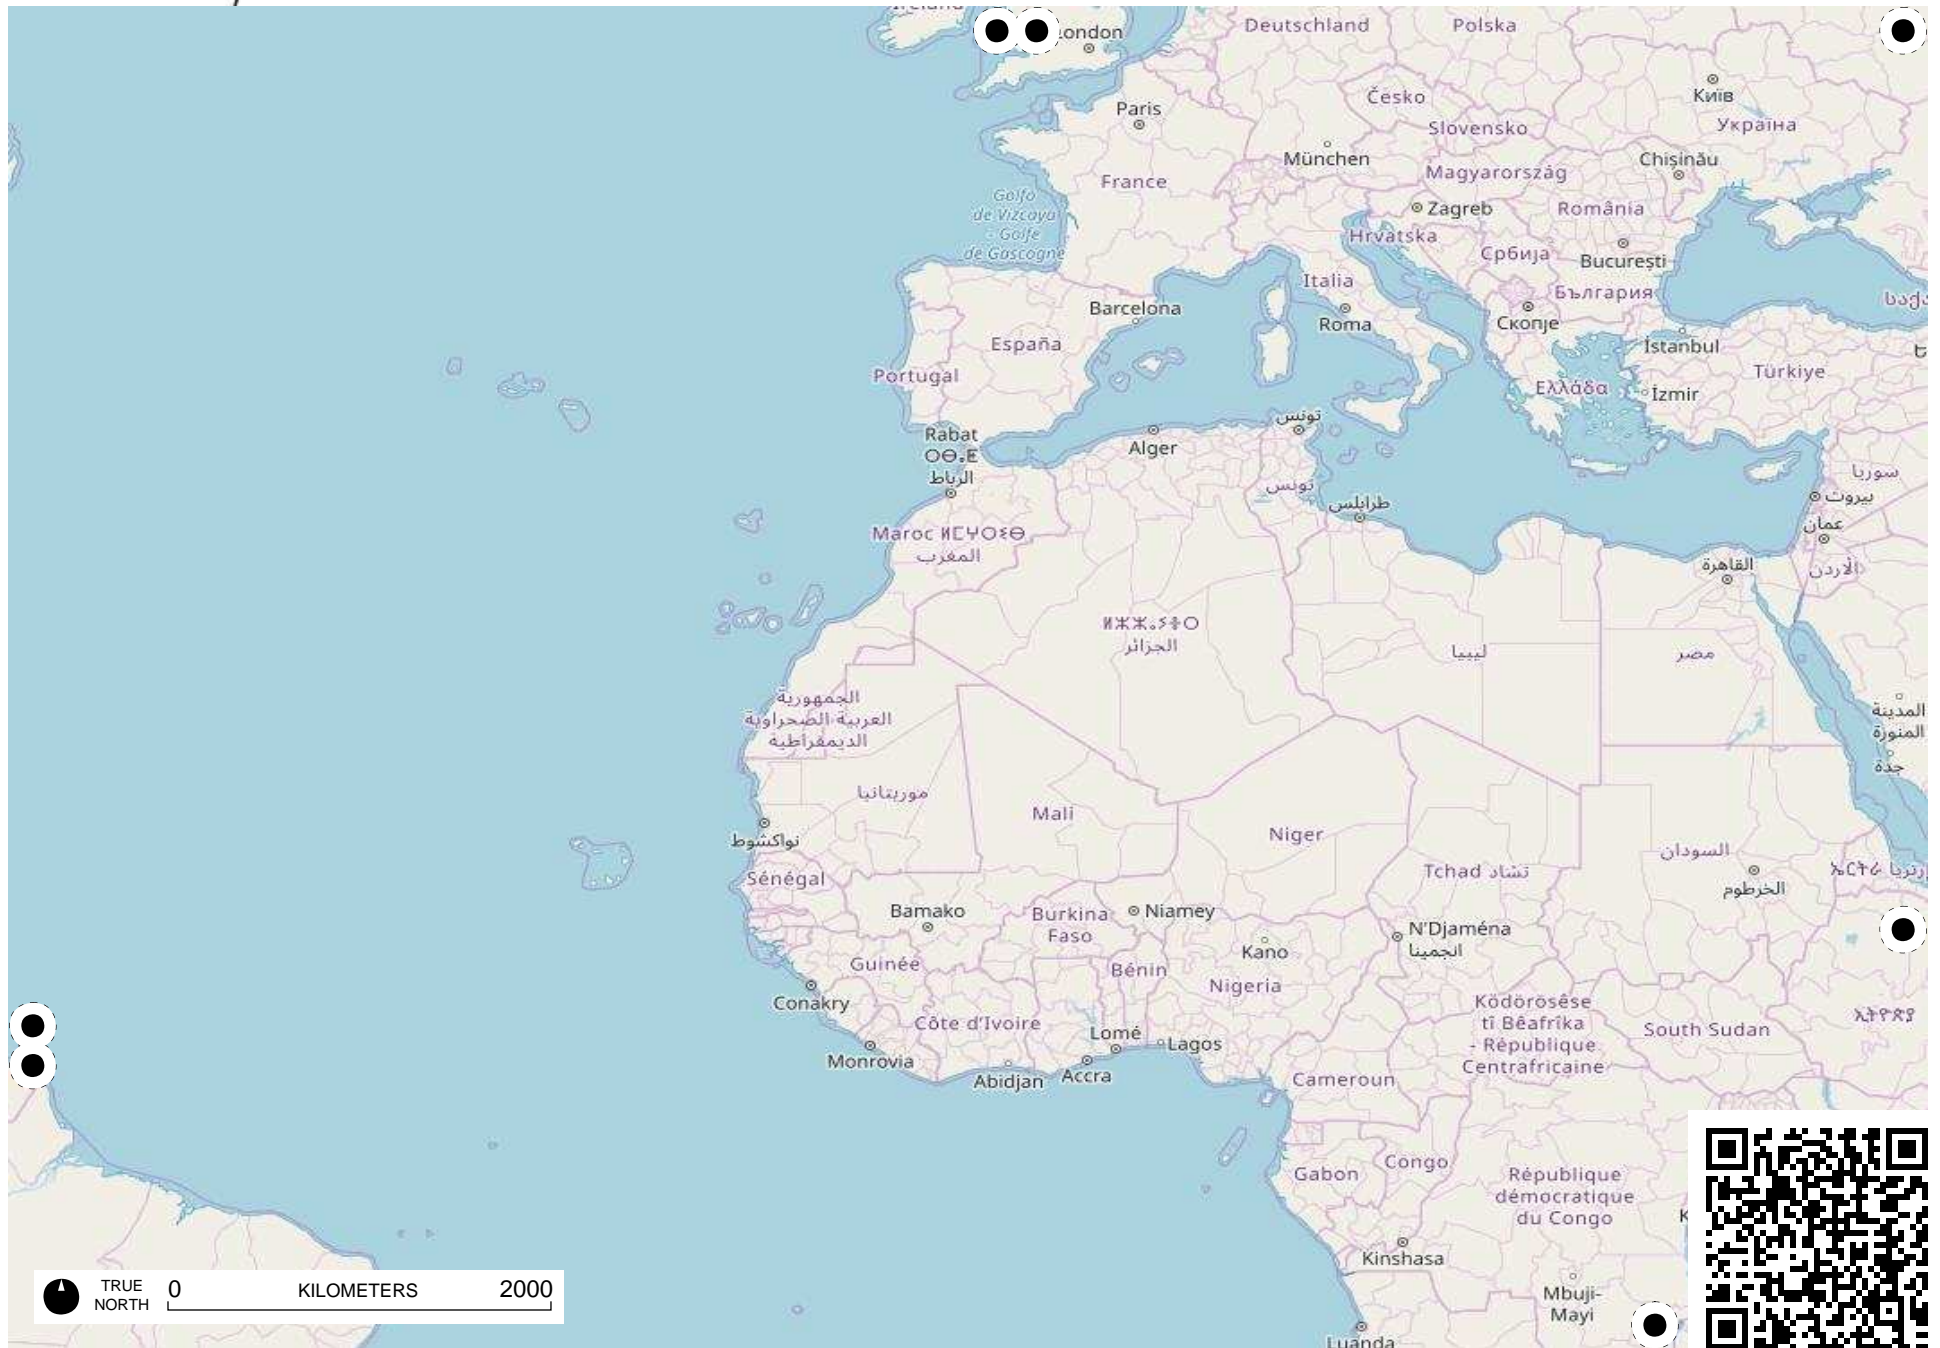 London
Deutschland
Polska
Київ
Paris
Česko
Україна
Slovensko
München
Chișinău
Magyarország
France
Golfo
de Vizcaya
- Golfe
de Gascogne
Zagreb
România
Hrvatska
Србија
București
Italia
България
Barcelona
Roma
Скопје
España
İstanbul
Portugal
Türkiye
Ελλάδα
İzmir
تونس
Rabat
ⵔⴱⴰⵟ
الرباط
Alger
سوريا
تونس
بيروت
طرابلس
عمان
Maroc ⵍⵎⵖⵔⵉⴱ
المغرب
القاهرة
الأردن
ⵍⵣⵣⴰⵢⴻⵔ
الجزائر
ليبيا
مصر
الجمهورية
العربية الصحراوية
الديمقراطية
المدينة
المنورة
جدة
موريتانيا
Mali
Niger
نواكشوط
السودان
Sénégal
Tchad تشاد
الخرطوم
Bamako
Burkina
Faso
Niamey
N'Djaména
انجمينا
Kano
Guinée
Bénin
Nigeria
Conakry
Ködörösêse
tî Bêafrîka
- République
Centrafricaine
Côte d'Ivoire
Lomé
Lagos
South Sudan
ኢትዮጵያ
Monrovia
Abidjan
Accra
Cameroun
Gabon
Congo
République
démocratique
du Congo
Kinshasa
Mbuji-
Mayi
Luanda
TRUE
NORTH
0 KILOMETERS 2000